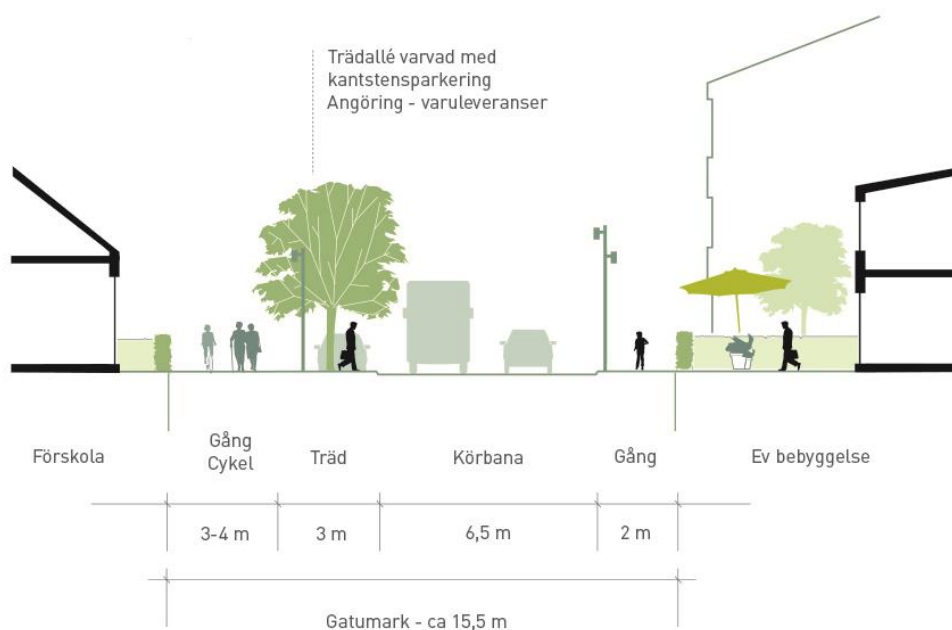 Trädallé varvad med
kantstensparkering
Angöring - varuleveranser
Förskola
Gång
Cykel
Träd
Körbana
Gång
Ev bebyggelse
3-4 m
3 m
6,5 m
2 m
Gatumark - ca 15,5 m